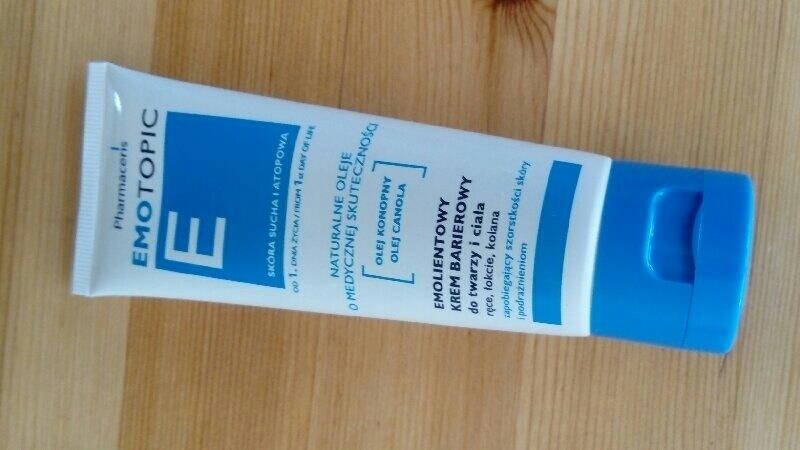 Pharmaceris
EMOTOPIC
E
SKÓRA SUCHA I ATOPOWA
OD 1. DNIA ŻYCIA / FROM 1st DAY OF LIFE
NATURALNE OLEJE
O MEDYCZNEJ SKUTECZNOŚCI
OLEJ KONOPNY
OLEJ CANOLA
EMOLIENTOWY
KREM BARIEROWY
do twarzy i ciała
ręce, łokcie, kolana
zapobiegający szorstkości skóry
i podrażnieniom